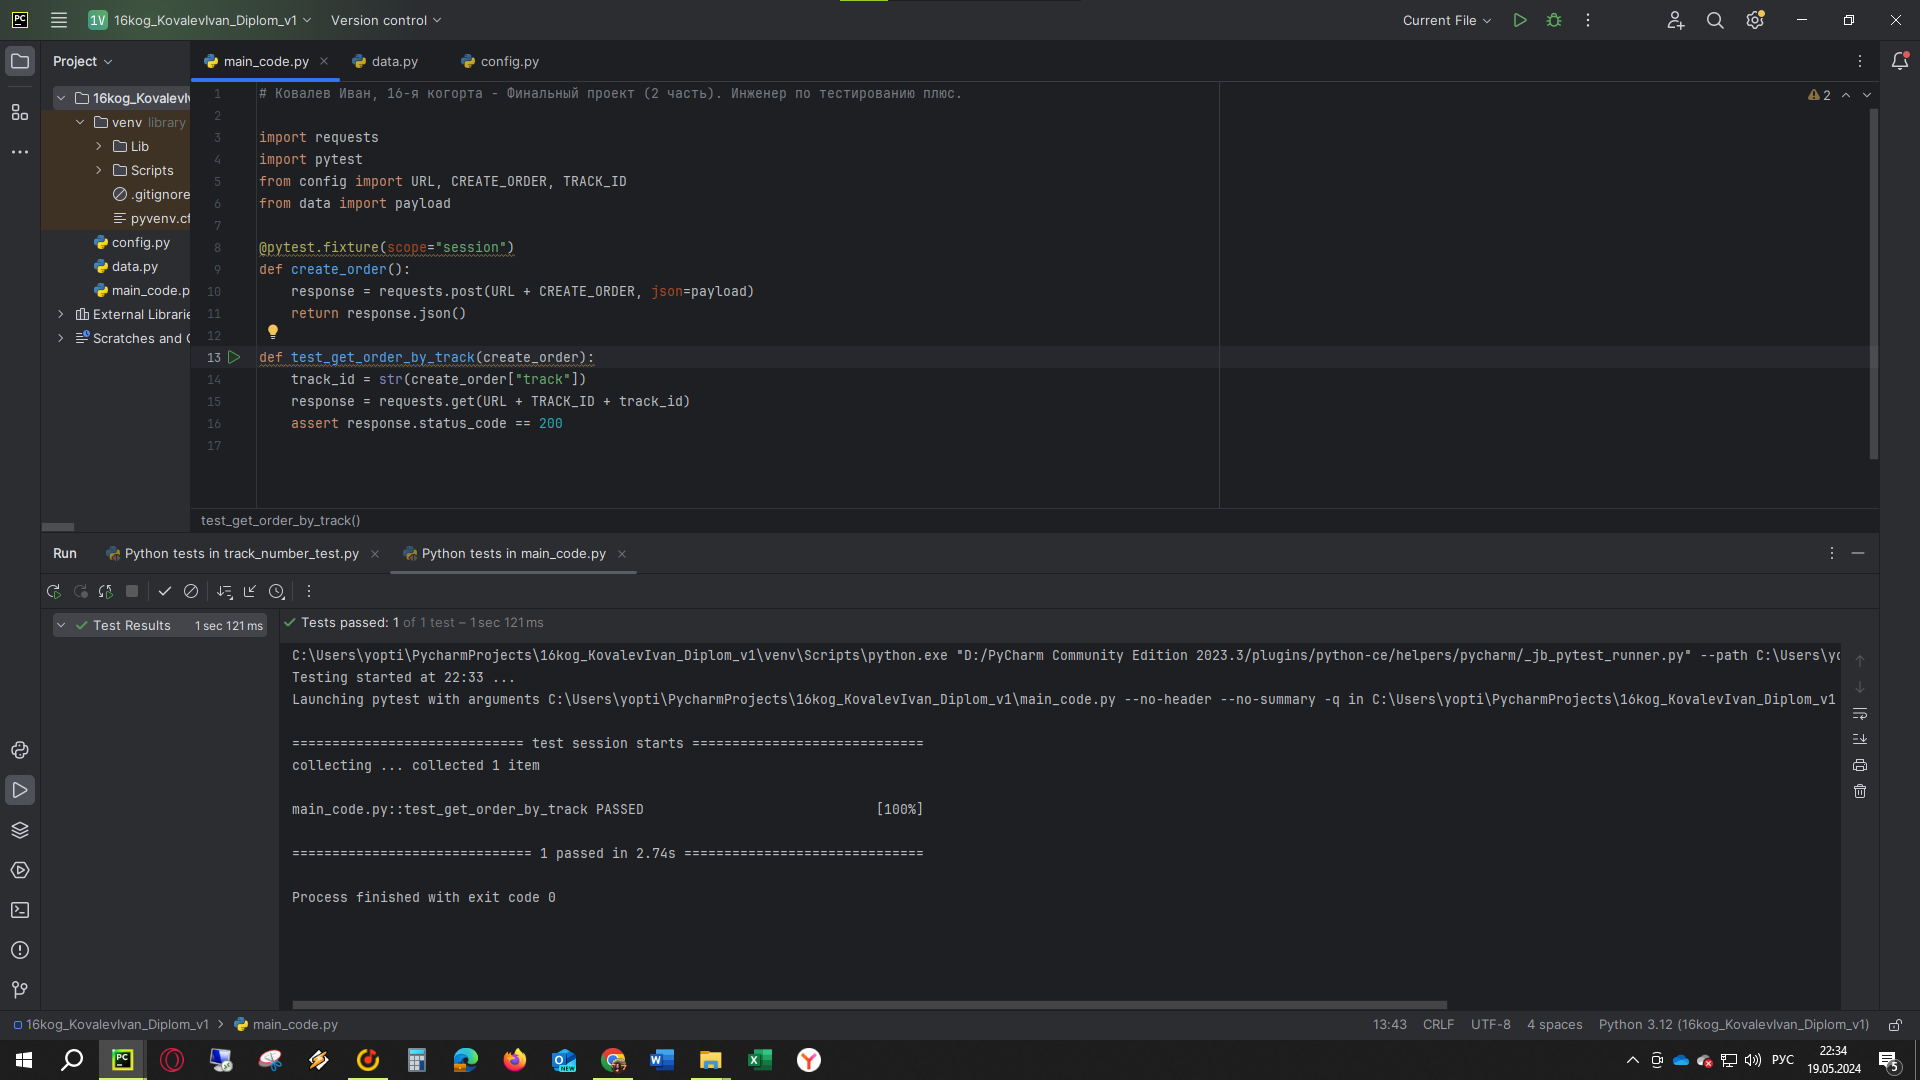 PC
1V 16kog_KovalevIvan_Diplom_v1 Version control Current File
Project
main_code.py data.py config.py
16kog_KovalevIv
venv library
Lib
Scripts
.gitignore
pyvenv.cf
config.py
data.py
main_code.p
External Librarie
Scratches and C
2
1 # Ковалев Иван, 16-я когорта - Финальный проект (2 часть). Инженер по тестированию плюс.
2
3 import requests
4 import pytest
5 from config import URL, CREATE_ORDER, TRACK_ID
6 from data import payload
7
8 @pytest.fixture(scope="session")
9 def create_order():
10 response = requests.post(URL + CREATE_ORDER, json=payload)
11 return response.json()
12
13 def test_get_order_by_track(create_order):
14 track_id = str(create_order["track"])
15 response = requests.get(URL + TRACK_ID + track_id)
16 assert response.status_code == 200
17
test_get_order_by_track()
Run Python tests in track_number_test.py Python tests in main_code.py
Test Results 1 sec 121 ms
Tests passed: 1 of 1 test – 1 sec 121 ms
C:\Users\yopti\PycharmProjects\16kog_KovalevIvan_Diplom_v1\venv\Scripts\python.exe "D:/PyCharm Community Edition 2023.3/plugins/python-ce/helpers/pycharm/_jb_pytest_runner.py" --path C:\Users\yo
Testing started at 22:33 ...
Launching pytest with arguments C:\Users\yopti\PycharmProjects\16kog_KovalevIvan_Diplom_v1\main_code.py --no-header --no-summary -q in C:\Users\yopti\PycharmProjects\16kog_KovalevIvan_Diplom_v1
============================= test session starts =============================
collecting ... collected 1 item
main_code.py::test_get_order_by_track PASSED [100%]
============================== 1 passed in 2.74s ==============================
Process finished with exit code 0
16kog_KovalevIvan_Diplom_v1 main_code.py 13:43 CRLF UTF-8 4 spaces Python 3.12 (16kog_KovalevIvan_Diplom_v1)
РУС
22:34
19.05.2024
5